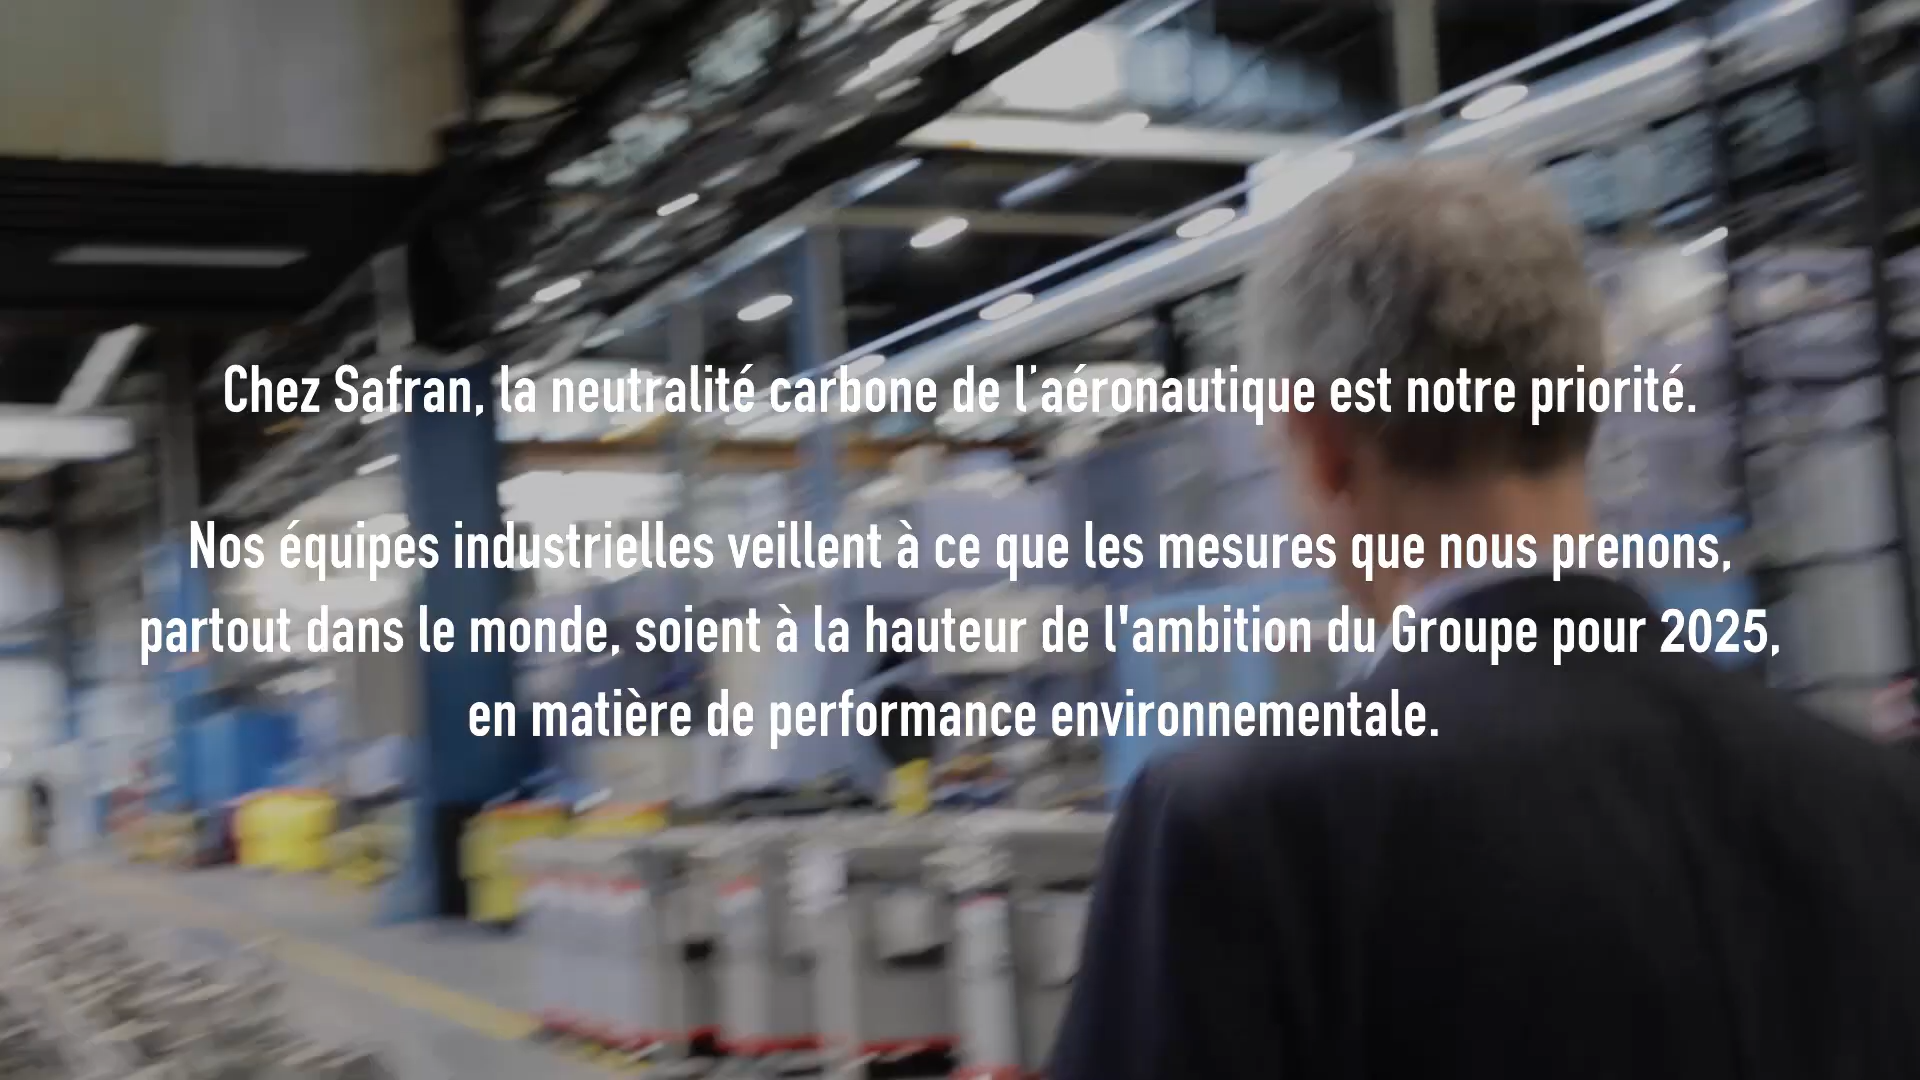 Chez Safran, la neutralité carbone de l'aéronautique est notre priorité.
Nos équipes industrielles veillent à ce que les mesures que nous prenons,
partout dans le monde, soient à la hauteur de l'ambition du Groupe pour 2025,
en matière de performance environnementale.